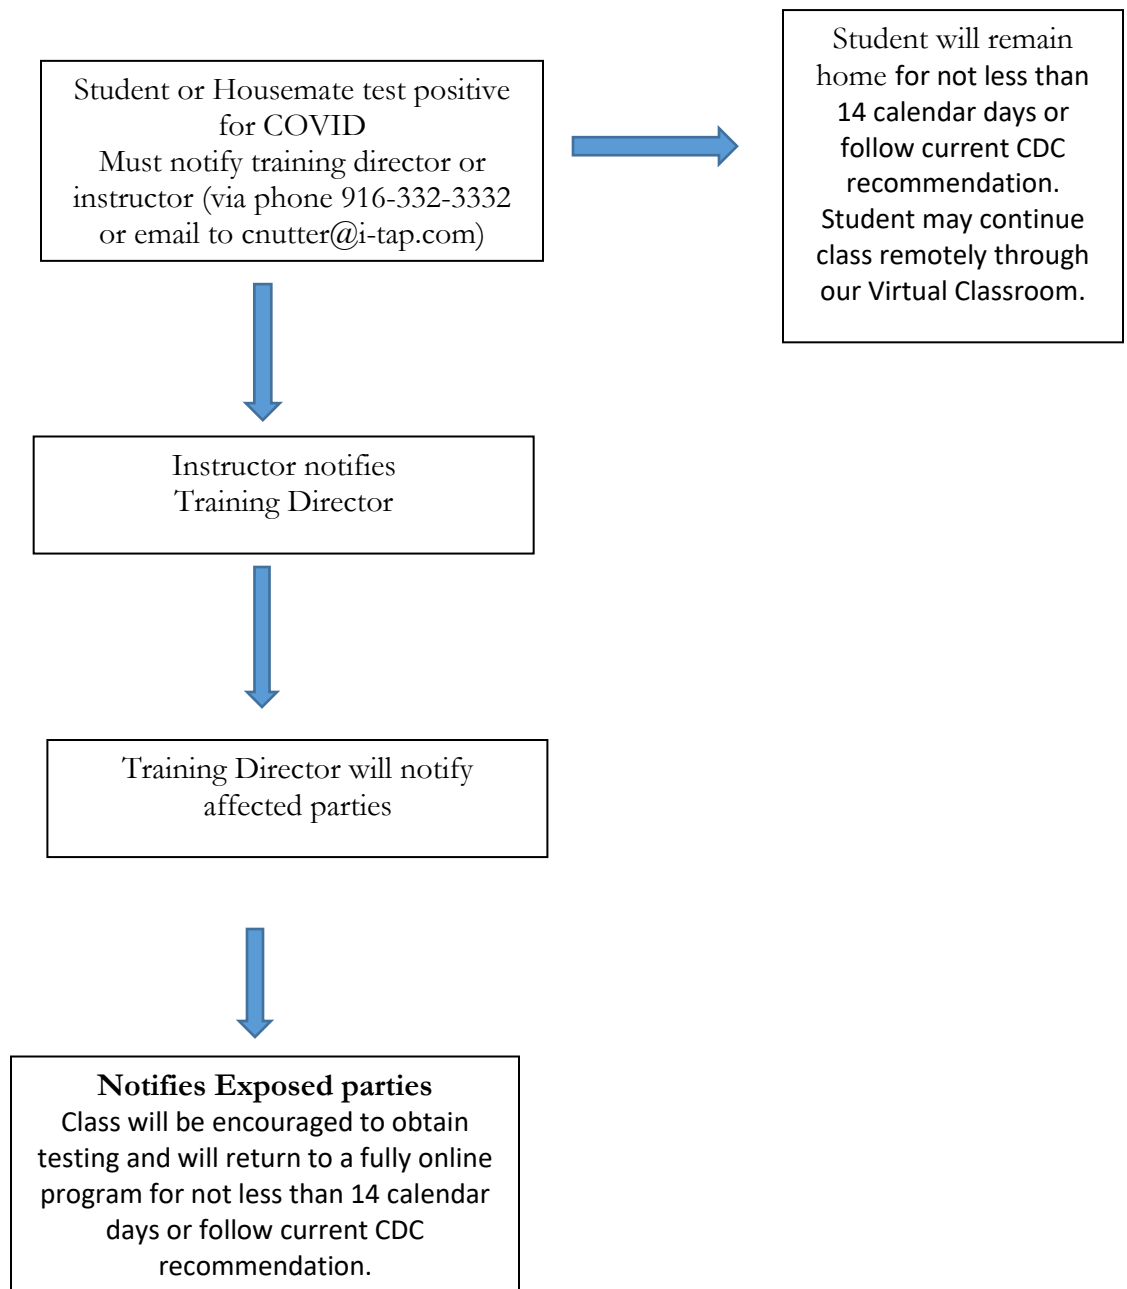 Student or Housemate test positive
for COVID
Must notify training director or
instructor (via phone 916-332-3332
or email to cnutter@i-tap.com)
Student will remain
home for not less than
14 calendar days or
follow current CDC
recommendation.
Student may continue
class remotely through
our Virtual Classroom.
Instructor notifies
Training Director
Training Director will notify
affected parties
Notifies Exposed parties
Class will be encouraged to obtain
testing and will return to a fully online
program for not less than 14 calendar
days or follow current CDC
recommendation.